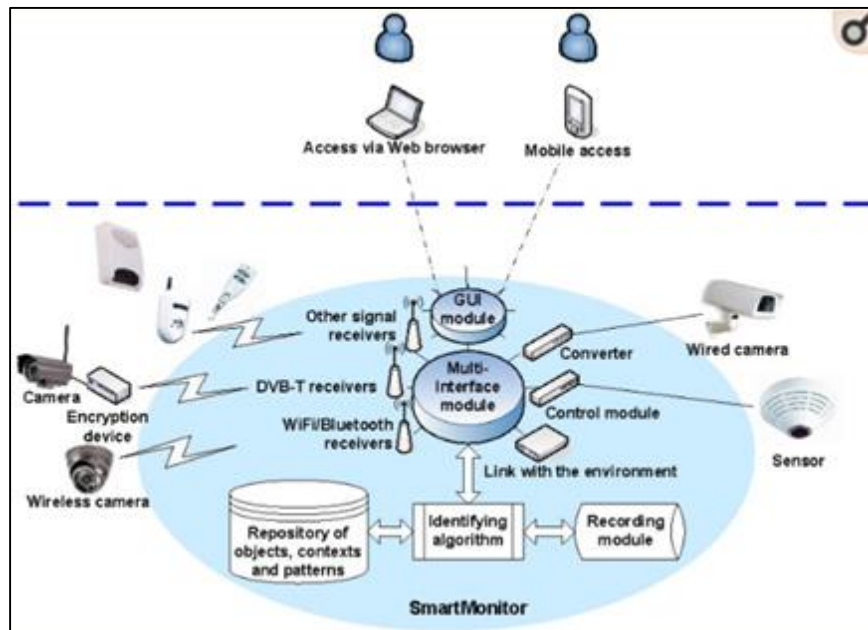 Access via Web browser
Mobile access
GUI
module
Other signal
receivers
Converter
Wired camera
Multi-
Interface
module
Camera
Encryption
device
DVB-T receivers
Control module
WiFi/Bluetooth
receivers
Link with the environment
Sensor
Wireless camera
Repository of
objects, contexts
and patterns
Identifying
algorithm
Recording
module
SmartMonitor